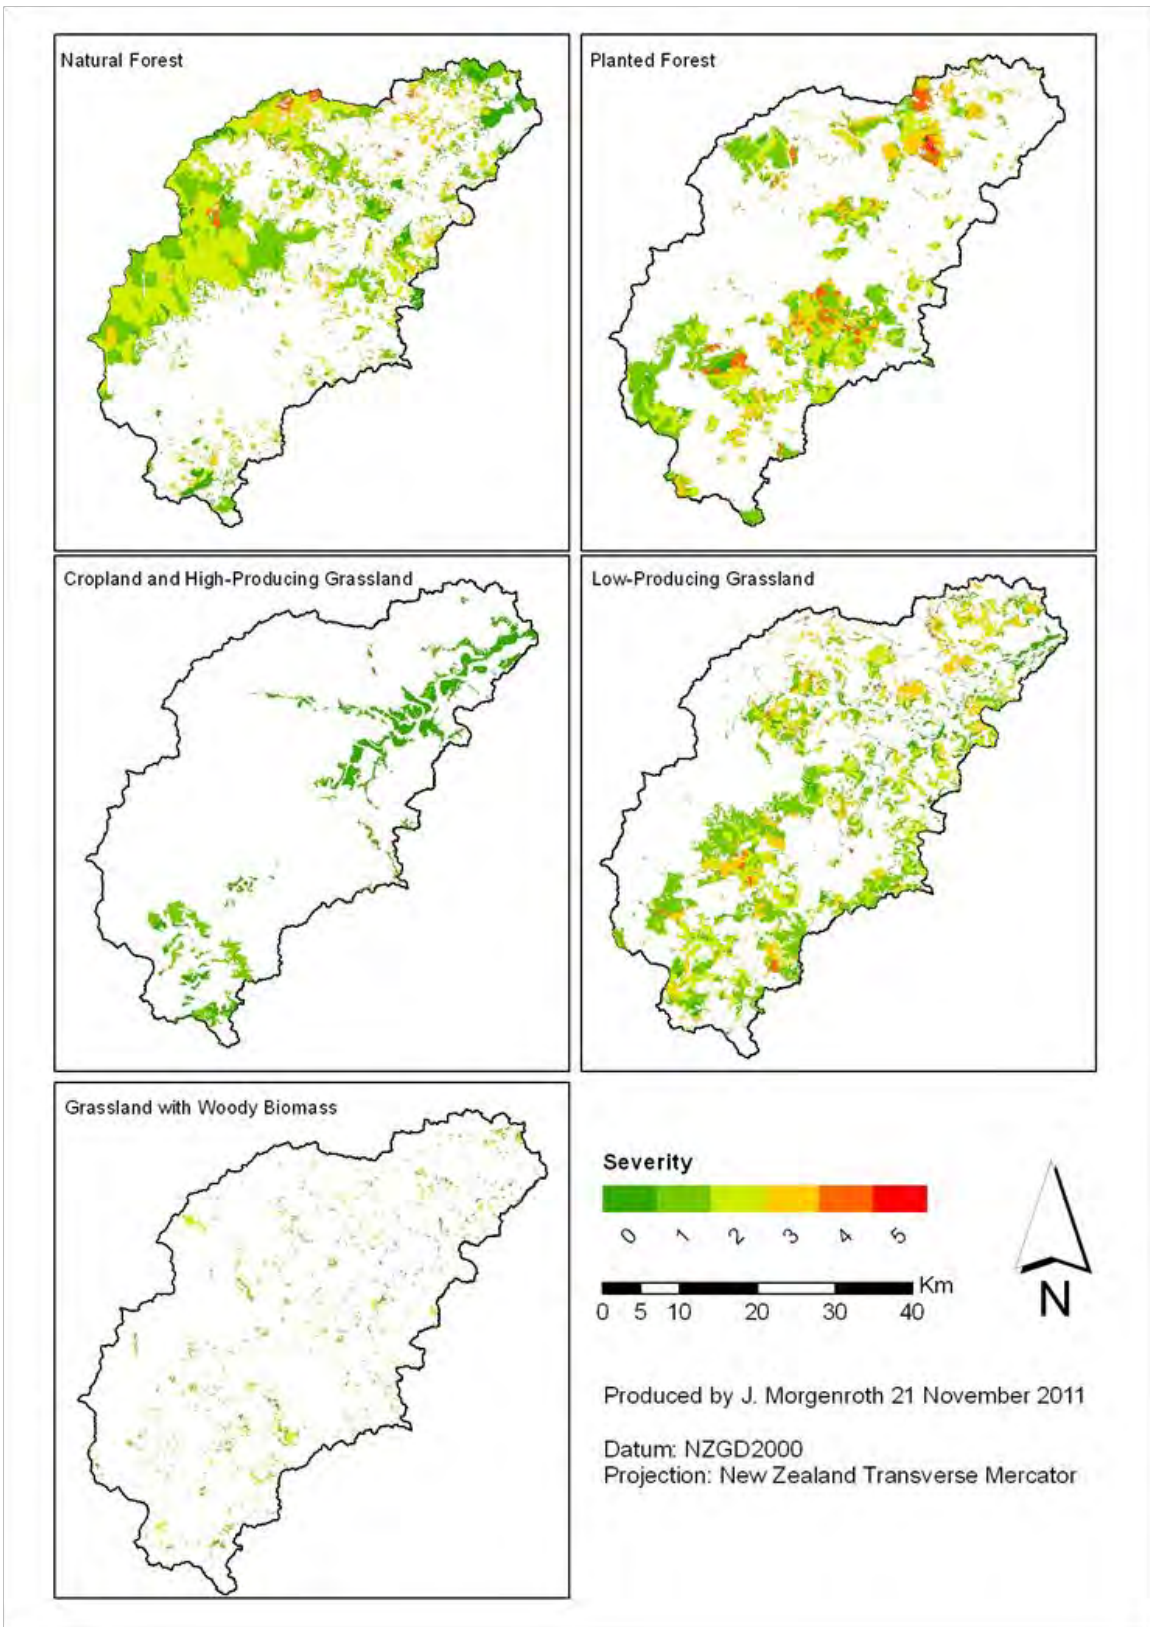 Natural Forest
Planted Forest
Cropland and High-Producing Grassland
Low-Producing Grassland
Grassland with Woody Biomass
Severity
0 1 2 3 4 5
Km
0 5 10 20 30 40
N
Produced by J. Morgenroth 21 November 2011
Datum: NZGD2000
Projection: New Zealand Transverse Mercator